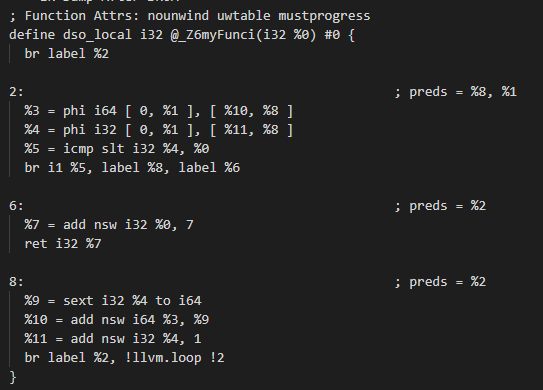 ; Function Attrs: nounwind uwtable mustprogress
define dso_local i32 @_Z6myFunci(i32 %0) #0 {
br label %2
2: ; preds = %8, %1
%3 = phi i64 [ 0, %1 ], [ %10, %8 ]
%4 = phi i32 [ 0, %1 ], [ %11, %8 ]
%5 = icmp slt i32 %4, %0
br i1 %5, label %8, label %6
6: ; preds = %2
%7 = add nsw i32 %0, 7
ret i32 %7
8: ; preds = %2
%9 = sext i32 %4 to i64
%10 = add nsw i64 %3, %9
%11 = add nsw i32 %4, 1
br label %2, !llvm.loop !2
}